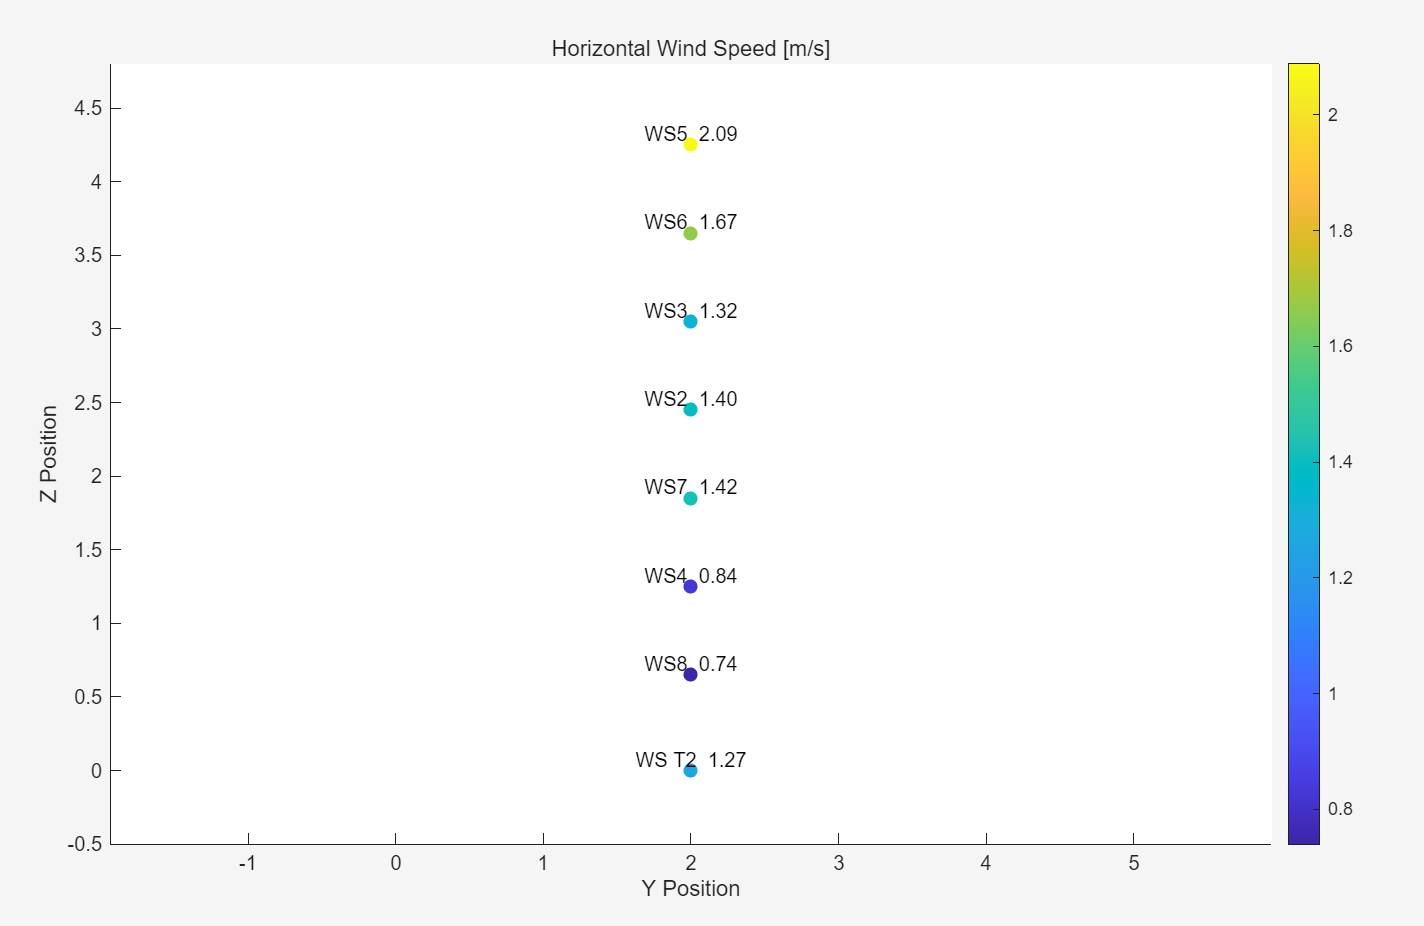 Horizontal Wind Speed [m/s]
4.5
4
3.5
3
2.5
2
1.5
1
0.5
0
-0.5
Z Position
WS5 2.09
WS6 1.67
WS3 1.32
WS2 1.40
WS7 1.42
WS4 0.84
WS8 0.74
WS T2 1.27
-1 0 1 2 3 4 5
Y Position
2
1.8
1.6
1.4
1.2
1
0.8